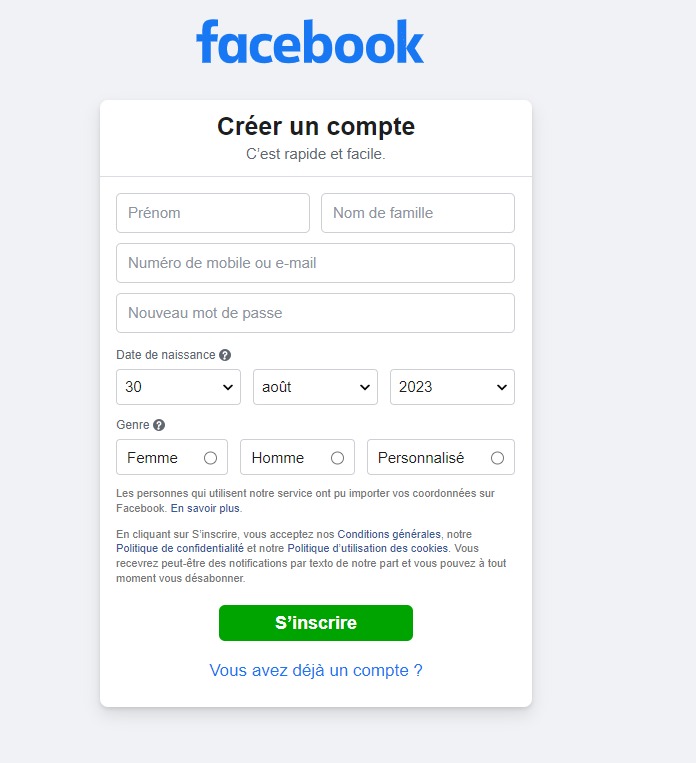 facebook
Créer un compte
C’est rapide et facile.
Prénom Nom de famille
Numéro de mobile ou e-mail
Nouveau mot de passe
Date de naissance ?
30 août 2023
Genre ?
Femme Homme Personnalisé
Les personnes qui utilisent notre service ont pu importer vos coordonnées sur
Facebook. En savoir plus.
En cliquant sur S’inscrire, vous acceptez nos Conditions générales, notre
Politique de confidentialité et notre Politique d’utilisation des cookies. Vous
recevrez peut-être des notifications par texto de notre part et vous pouvez à tout
moment vous désabonner.
S’inscrire
Vous avez déjà un compte ?